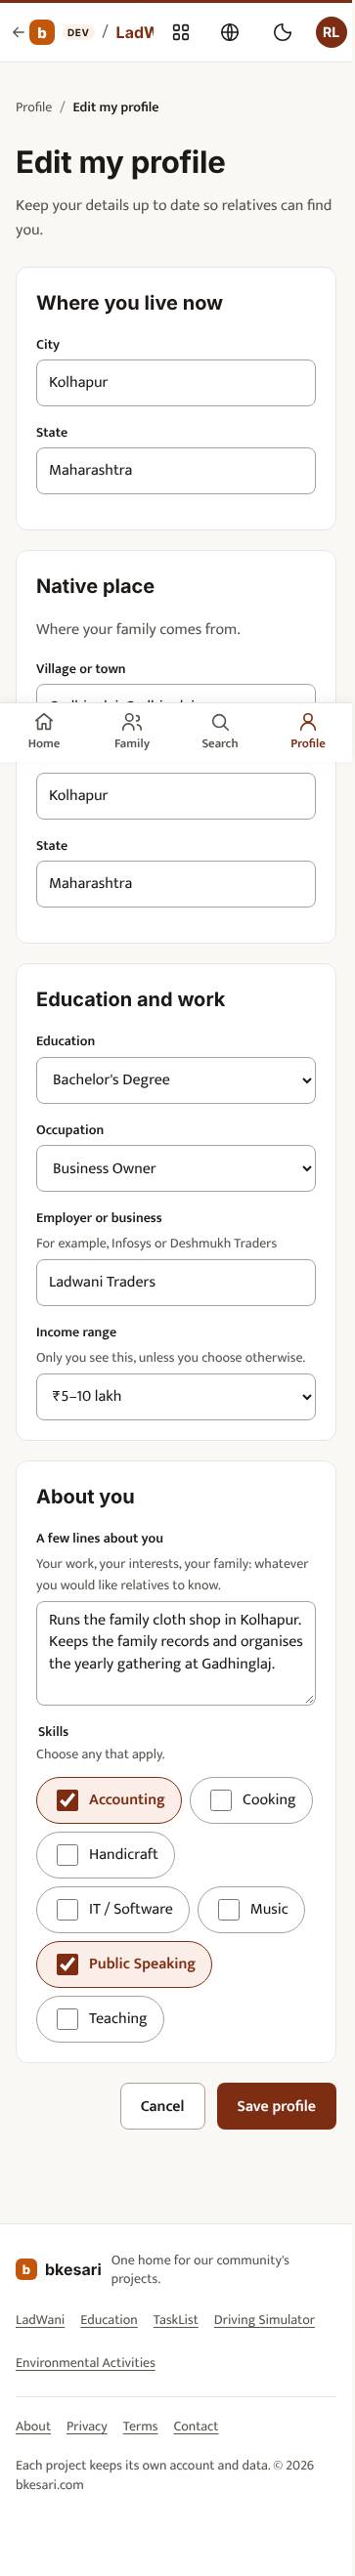 b DEV / LadW RL
Profile / Edit my profile
Edit my profile
Keep your details up to date so relatives can find
you.
Where you live now
City
Kolhapur
State
Maharashtra
Native place
Where your family comes from.
Village or town
Home Family Search Profile
Kolhapur
State
Maharashtra
Education and work
Education
Bachelor's Degree
Occupation
Business Owner
Employer or business
For example, Infosys or Deshmukh Traders
Ladwani Traders
Income range
Only you see this, unless you choose otherwise.
₹5–10 lakh
About you
A few lines about you
Your work, your interests, your family: whatever
you would like relatives to know.
Runs the family cloth shop in Kolhapur.
Keeps the family records and organises
the yearly gathering at Gadhinglaj.
Skills
Choose any that apply.
Accounting Cooking
Handicraft
IT / Software Music
Public Speaking
Teaching
Cancel Save profile
b bkesari One home for our community's
projects.
LadWani Education TaskList Driving Simulator
Environmental Activities
About Privacy Terms Contact
Each project keeps its own account and data. © 2026
bkesari.com